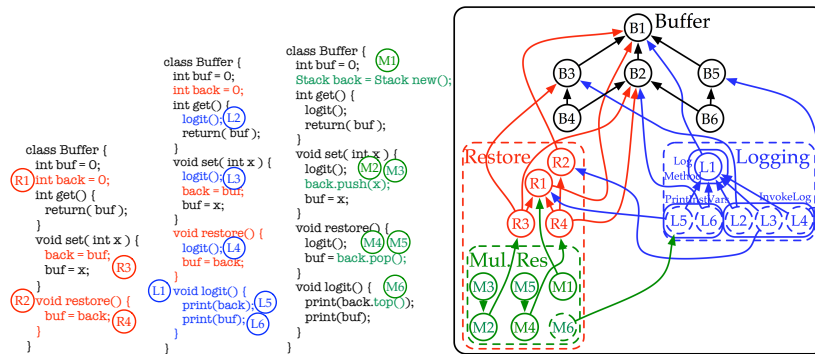 class Buffer {
int buf = 0;
R1 int back = 0;
int get() {
return( buf );
}
void set( int x ) {
back = buf;
buf = x; R3
}
R2 void restore() {
buf = back; R4
}
}
class Buffer {
int buf = 0;
int back = 0;
int get() {
logit(); L2
return( buf );
}
void set( int x ) {
logit(); L3
back = buf;
buf = x;
}
void restore() {
logit(); L4
buf = back;
}
L1 void logit() {
print(back); L5
print(buf); L6
}
}
class Buffer {
int buf = 0; M1
Stack back = Stack new();
int get() {
logit();
return( buf );
}
void set( int x ) {
logit(); M2 M3
back.push(x);
buf = x;
}
void restore() {
logit(); M4 M5
buf = back.pop();
}
void logit() { M6
print(back.top());
print(buf);
}
}
B1 Buffer
B3 B2 B5
B4 B6
Restore R2
R1
R3 R4
Logging
Log Method L1
PrintInstVars InvokeLog
L5 L6 L2 L3 L4
Mul. Res.
M3 M5 M1
M2 M4 M6